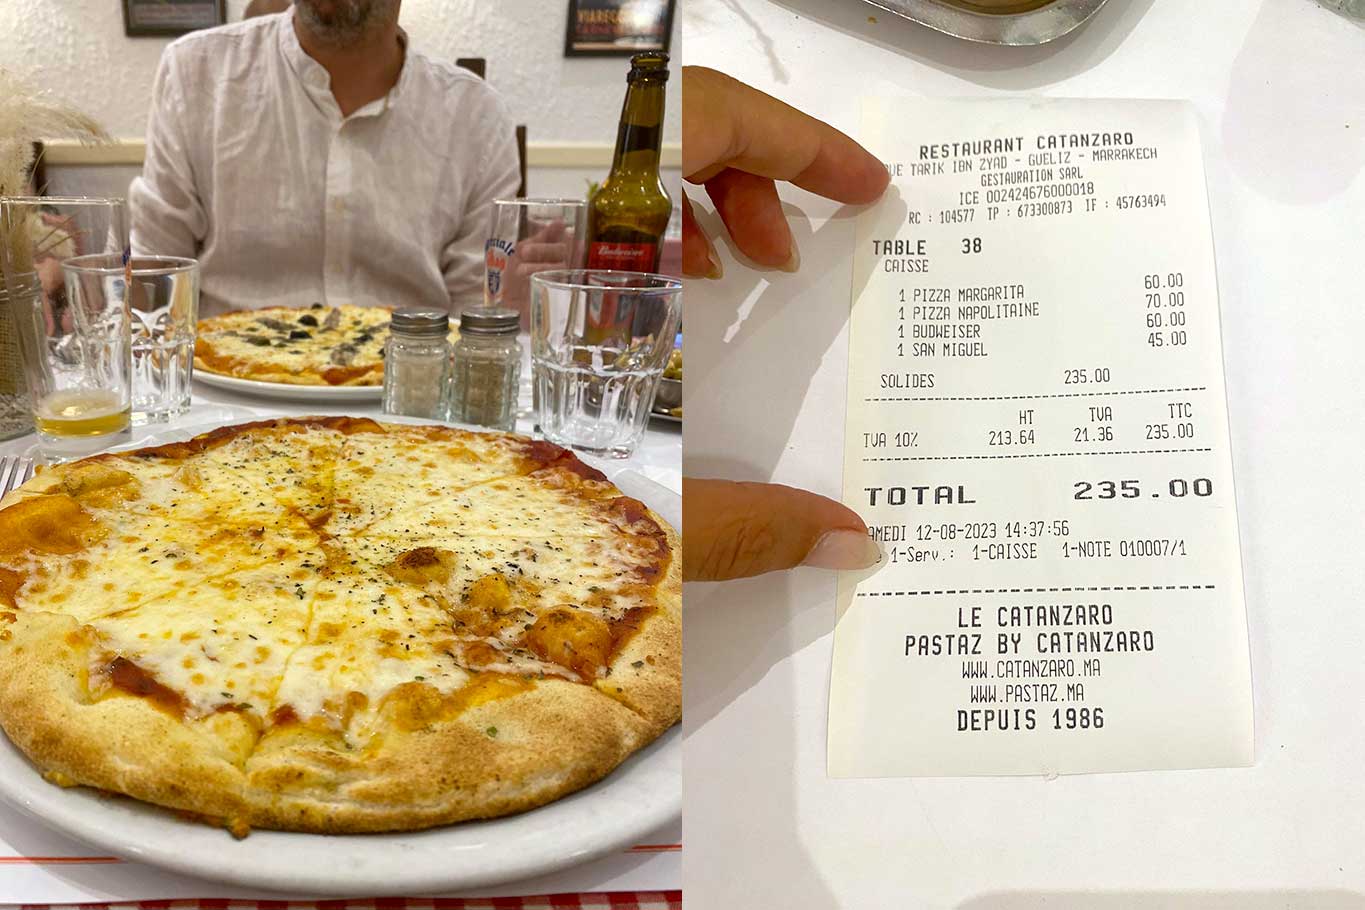 VIAREGGIO
Budweiser
RESTAURANT CATANZARO
RUE TARIK IBN ZYAD - GUELIZ - MARRAKECH
GESTAURATION SARL
ICE 002424676000018
RC : 104577 TP : 673300873 IF : 45763494
TABLE 38
CAISSE
1 PIZZA MARGARITA 60.00
1 PIZZA NAPOLITAINE 70.00
1 BUDWEISER 60.00
1 SAN MIGUEL 45.00
SOLIDES 235.00
HT TVA TTC
TVA 10% 213.64 21.36 235.00
TOTAL 235.00
AMEDI 12-08-2023 14:37:56
1-Serv.: 1-CAISSE 1-NOTE 010007/1
LE CATANZARO
PASTAZ BY CATANZARO
WWW.CATANZARO.MA
WWW.PASTAZ.MA
DEPUIS 1986